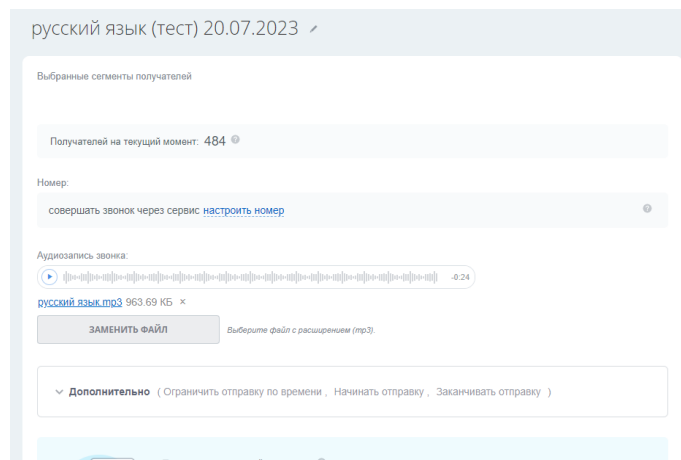 русский язык (тест) 20.07.2023
Выбранные сегменты получателей
Получателей на текущий момент: 484 ?
Номер:
совершать звонок через сервис настроить номер ?
Аудиозапись звонка:
-0:24
русский язык.mp3 963.69 КБ ×
ЗАМЕНИТЬ ФАЙЛ Выберите файл с расширением (mp3).
Дополнительно ( Ограничить отправку по времени , Начинать отправку , Заканчивать отправку )